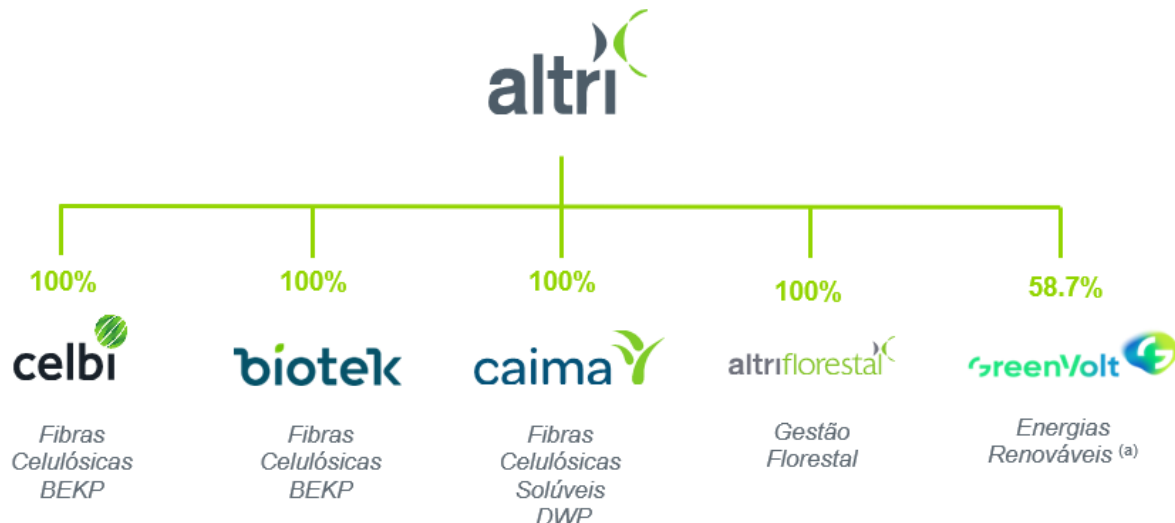 altri
100%
100%
100%
100%
58.7%
celbi
biotek
caima
altriflorestal
GreenVolt
Fibras
Celulósicas
BEKP
Fibras
Celulósicas
BEKP
Fibras
Celulósicas
Solúveis
DWP
Gestão
Florestal
Energias
Renováveis (a)